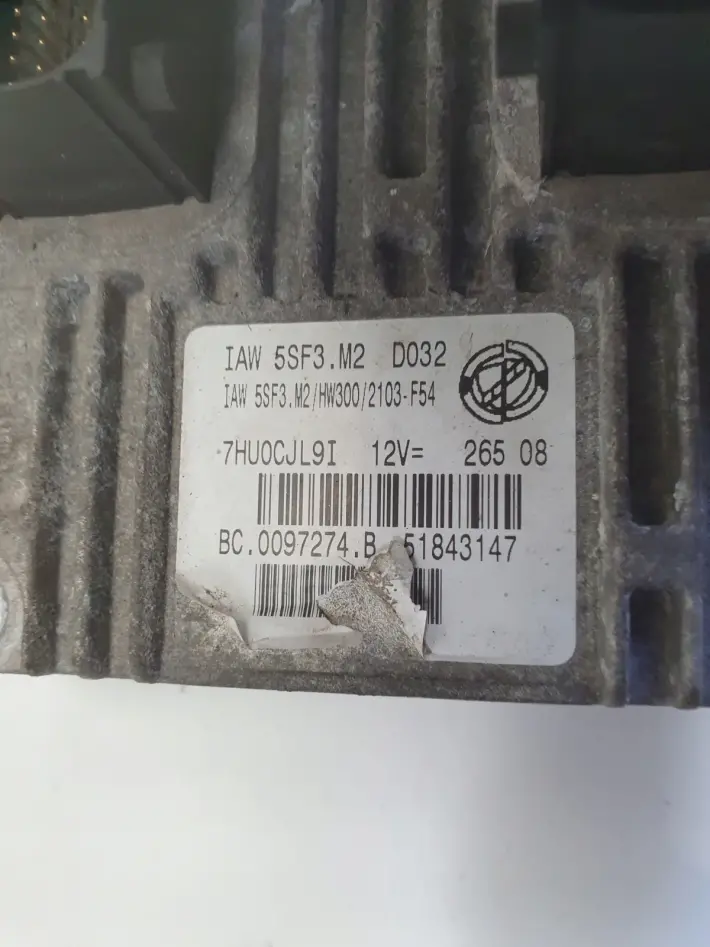 IAW 5SF3.M2 D032
IAW 5SF3.M2/HW300/2103-F54
7HU0CJL9I 12V= 265 08
BC.0097274.B 51843147